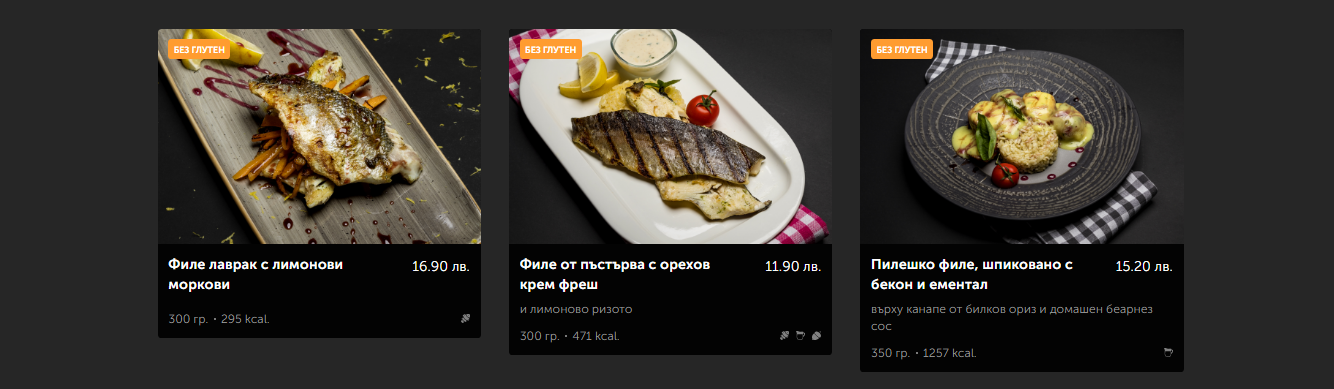 БЕЗ ГЛУТЕН
Филе лаврак с лимонови
моркови
16.90 лв.
300 гр. • 295 kcal.
БЕЗ ГЛУТЕН
Филе от пъстърва с орехов
крем фреш
11.90 лв.
и лимоново ризото
300 гр. • 471 kcal.
БЕЗ ГЛУТЕН
Пилешко филе, шпиковано с
бекон и ементал
15.20 лв.
върху канапе от билков ориз и домашен беарнез
сос
350 гр. • 1257 kcal.